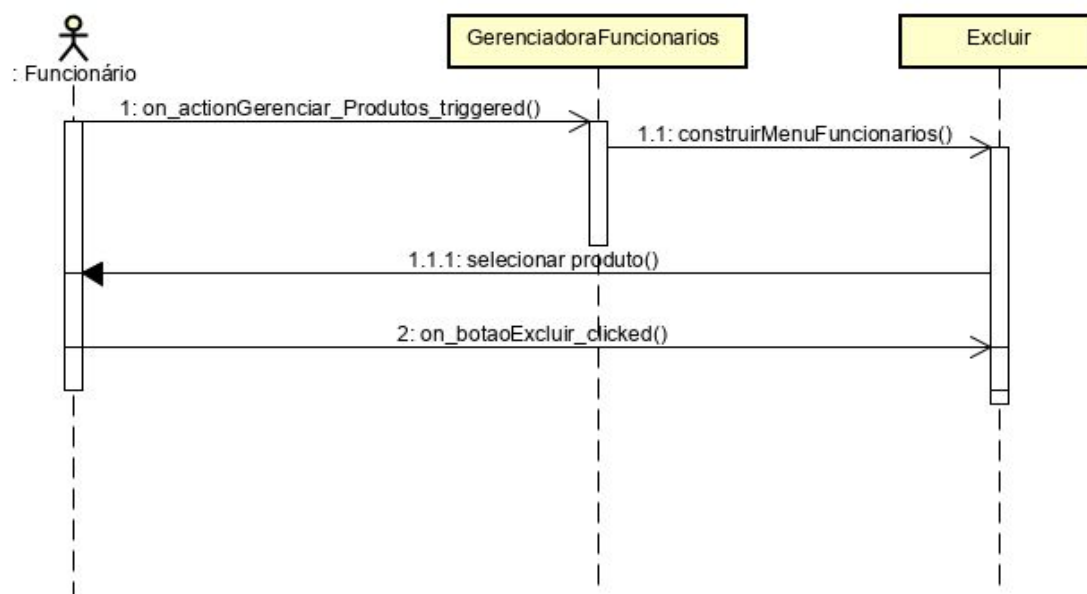 GerenciadoraFuncionarios
Excluir
: Funcionário
1: on_actionGerenciar_Produtos_triggered()
1.1: construirMenuFuncionarios()
1.1.1: selecionar produto()
2: on_botaoExcluir_clicked()